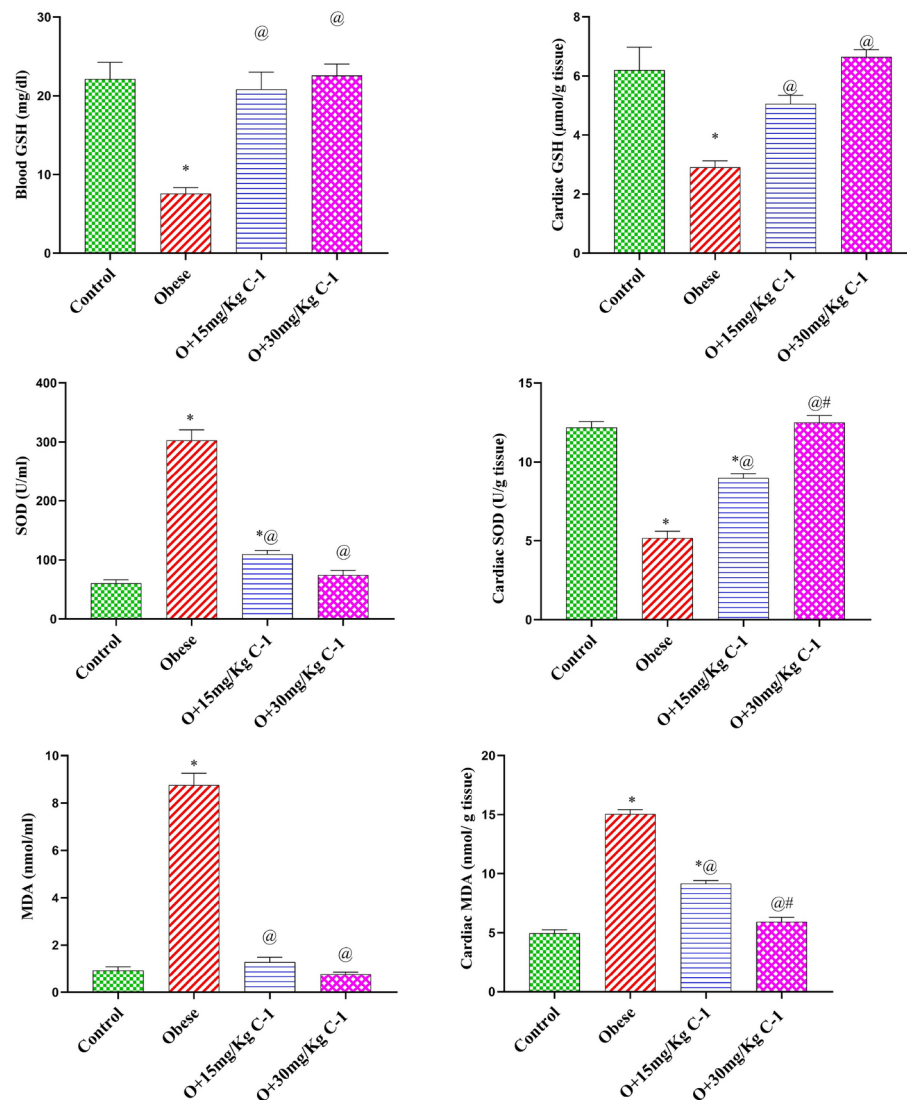 Blood GSH (mg/dl)
30
20
10
0
@
@
*
Control
Obese
O+15mg/Kg C-1
O+30mg/Kg C-1
Cardiac GSH (µmol/g tissue)
8
6
4
2
0
@
@
*
Control
Obese
O+15mg/Kg C-1
O+30mg/Kg C-1
SOD (U/ml)
400
300
200
100
0
*
*@
@
Control
Obese
O+15mg/Kg C-1
O+30mg/Kg C-1
Cardiac SOD (U/g tissue)
15
10
5
0
@#
*@
*
Control
Obese
O+15mg/Kg C-1
O+30mg/Kg C-1
MDA (nmol/ml)
10
8
6
4
2
0
*
@
@
Control
Obese
O+15mg/Kg C-1
O+30mg/Kg C-1
Cardiac MDA (nmol/ g tissue)
20
15
10
5
0
*
*@
@#
Control
Obese
O+15mg/Kg C-1
O+30mg/Kg C-1